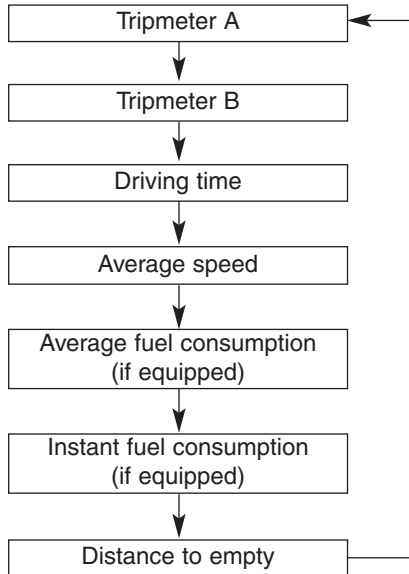 Tripmeter A
Tripmeter B
Driving time
Average speed
Average fuel consumption
(if equipped)
Instant fuel consumption
(if equipped)
Distance to empty